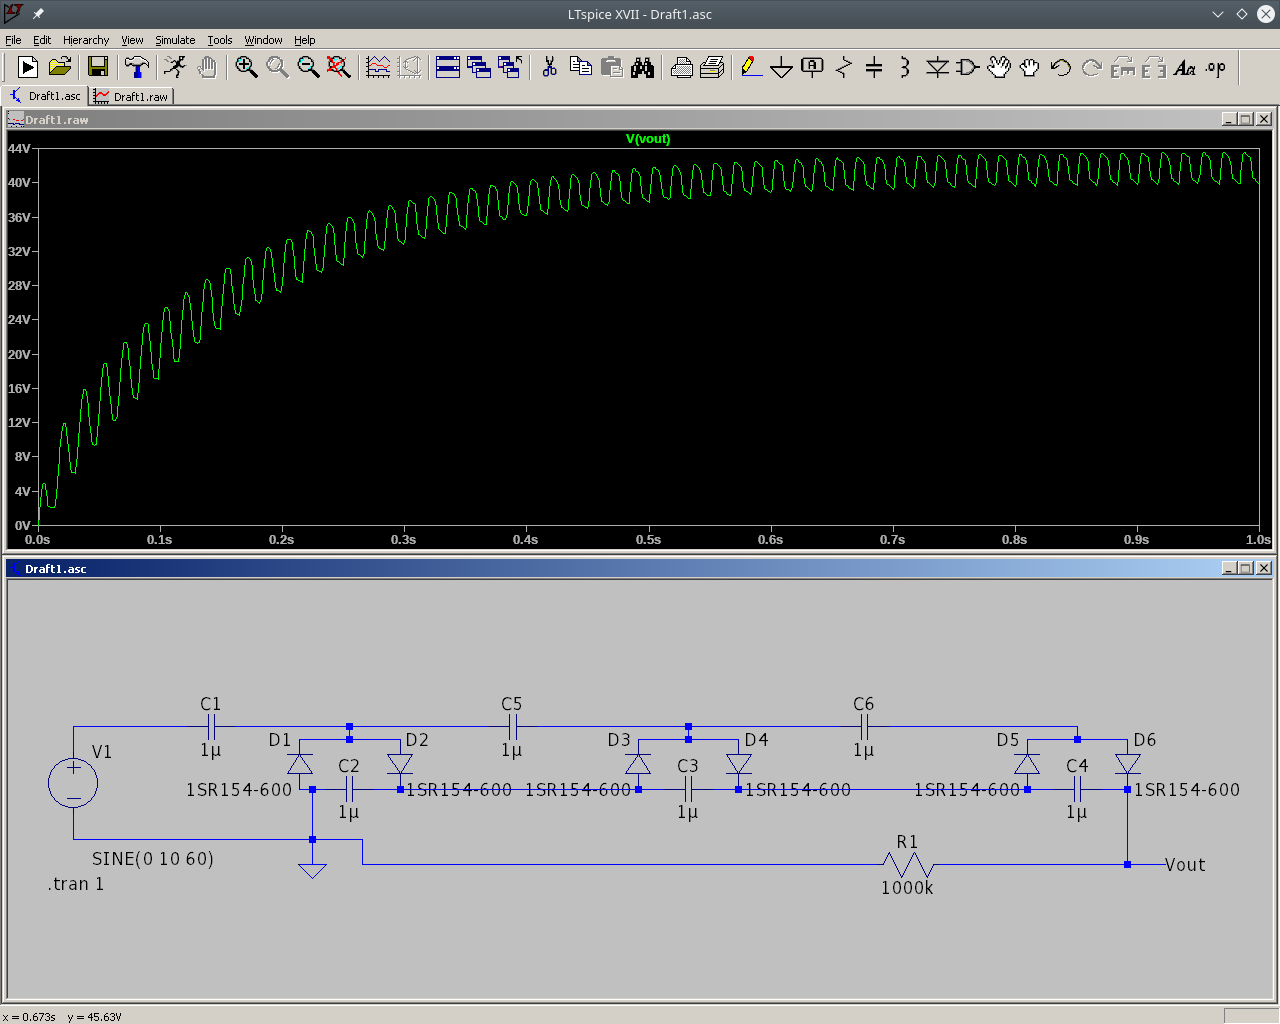 LTspice XVII - Draft1.asc
File Edit Hierarchy View Simulate Tools Window Help
A Aa .op
Draft1.asc Draft1.raw
Draft1.raw
V(vout)
44V
40V
36V
32V
28V
24V
20V
16V
12V
8V
4V
0V
0.0s 0.1s 0.2s 0.3s 0.4s 0.5s 0.6s 0.7s 0.8s 0.9s 1.0s
Draft1.asc
C1 C5 C6
D1 D2 D3 D4 D5 D6
V1 1µ 1µ 1µ
C2 C3 C4
1SR154-600 1SR154-600 1SR154-600 1SR154-600 1SR154-600 1SR154-600
1µ 1µ 1µ
R1
SINE(0 10 60) Vout
.tran 1 1000k
x = 0.673s y = 45.63V